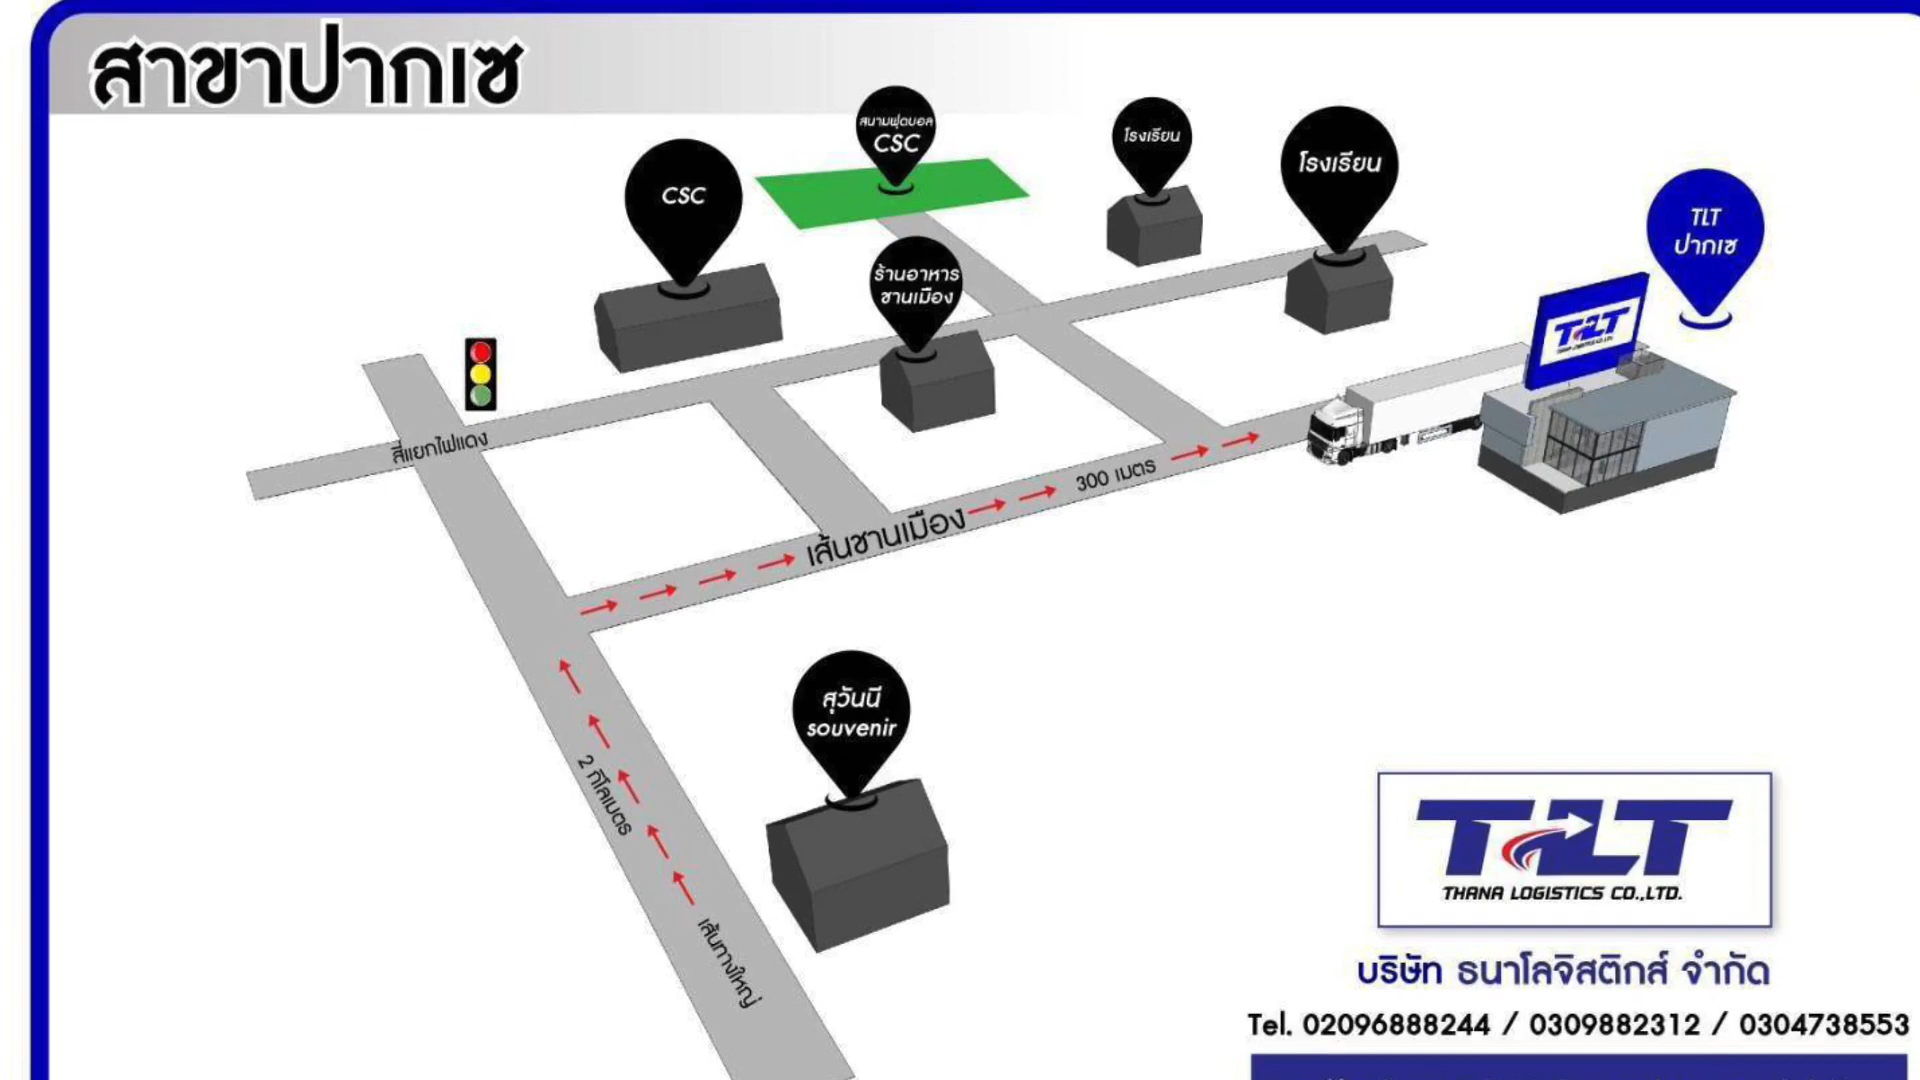 สาขาปากเซ
สนามฟุตบอล
CSC
โรงเรียน
โรงเรียน
CSC
TLT
ปากเซ
ร้านอาหาร
ชานเมือง
TLT
สี่แยกไฟแดง
300 เมตร
เส้นชานเมือง
สุวันนี
souvenir
2 กิโลเมตร
เส้นทางใหญ่
TLT
THANA LOGISTICS CO.,LTD.
บริษัท ธนาโลจิสติกส์ จำกัด
Tel. 02096888244 / 0309882312 / 0304738553